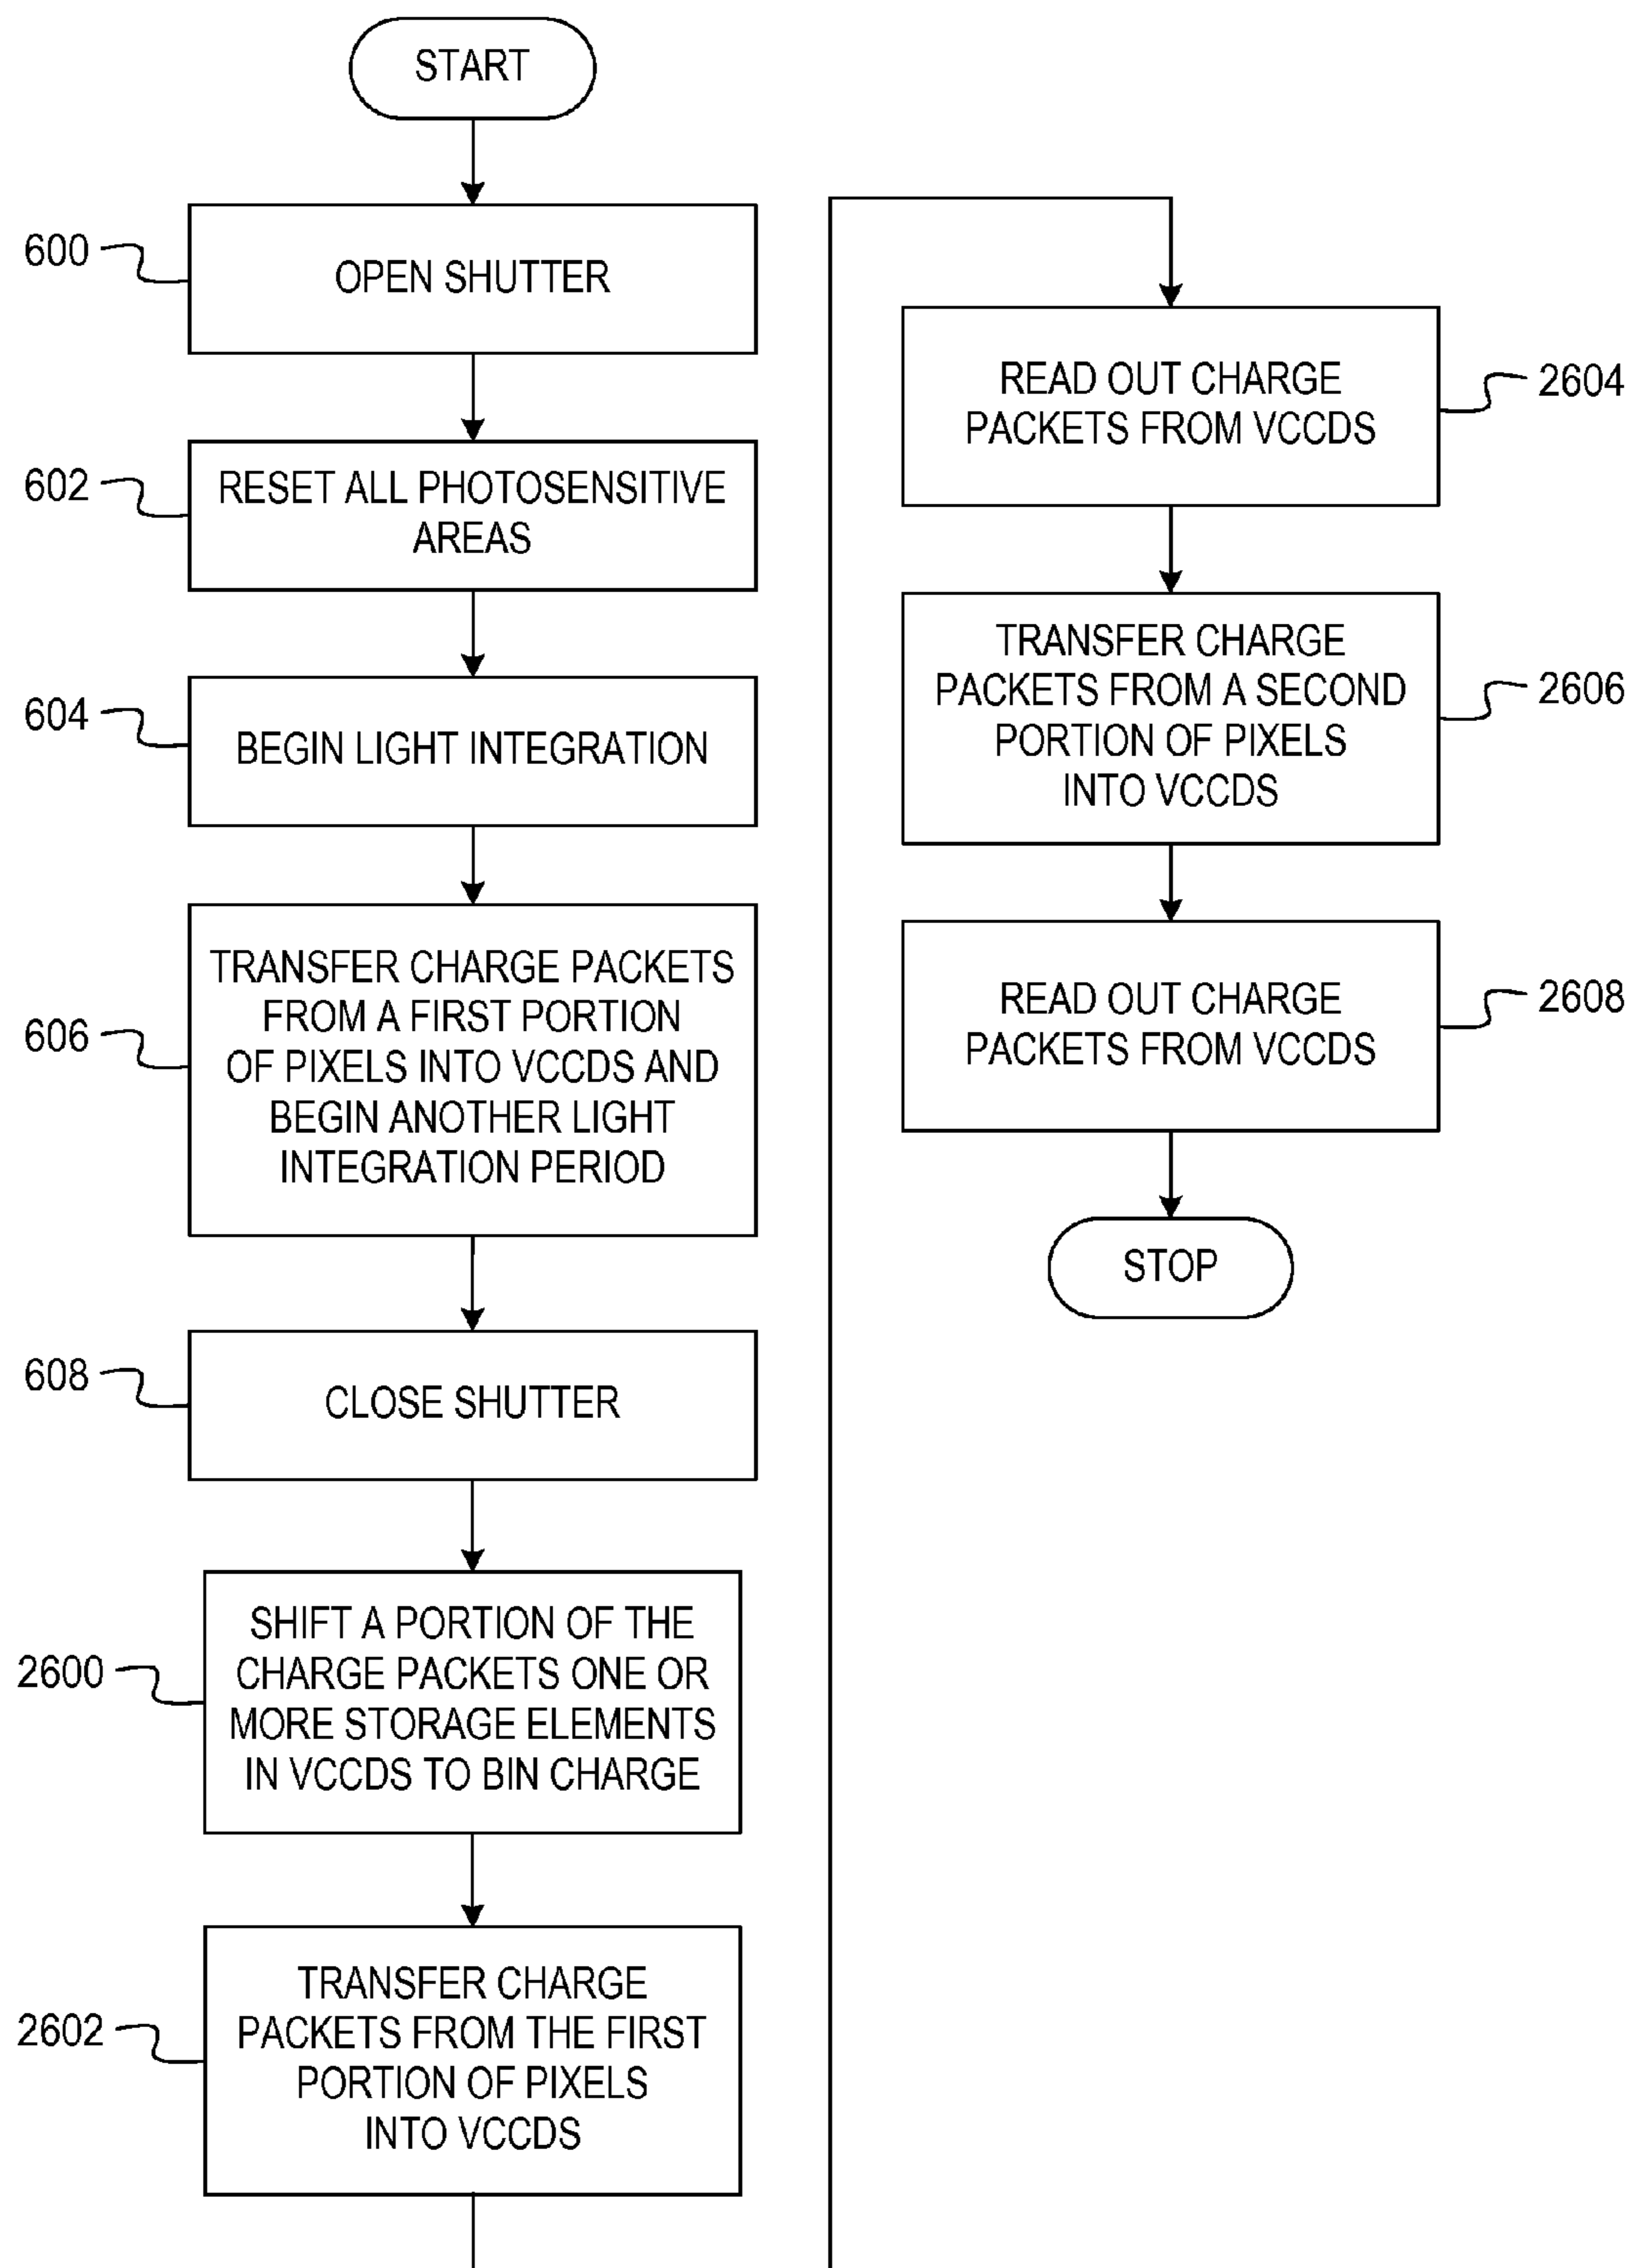 START
600
OPEN SHUTTER
602
RESET ALL PHOTOSENSITIVE
AREAS
604
BEGIN LIGHT INTEGRATION
606
TRANSFER CHARGE PACKETS
FROM A FIRST PORTION
OF PIXELS INTO VCCDS AND
BEGIN ANOTHER LIGHT
INTEGRATION PERIOD
608
CLOSE SHUTTER
2600
SHIFT A PORTION OF THE
CHARGE PACKETS ONE OR
MORE STORAGE ELEMENTS
IN VCCDS TO BIN CHARGE
2602
TRANSFER CHARGE
PACKETS FROM THE FIRST
PORTION OF PIXELS
INTO VCCDS
READ OUT CHARGE
PACKETS FROM VCCDS
2604
TRANSFER CHARGE
PACKETS FROM A SECOND
PORTION OF PIXELS
INTO VCCDS
2606
READ OUT CHARGE
PACKETS FROM VCCDS
2608
STOP